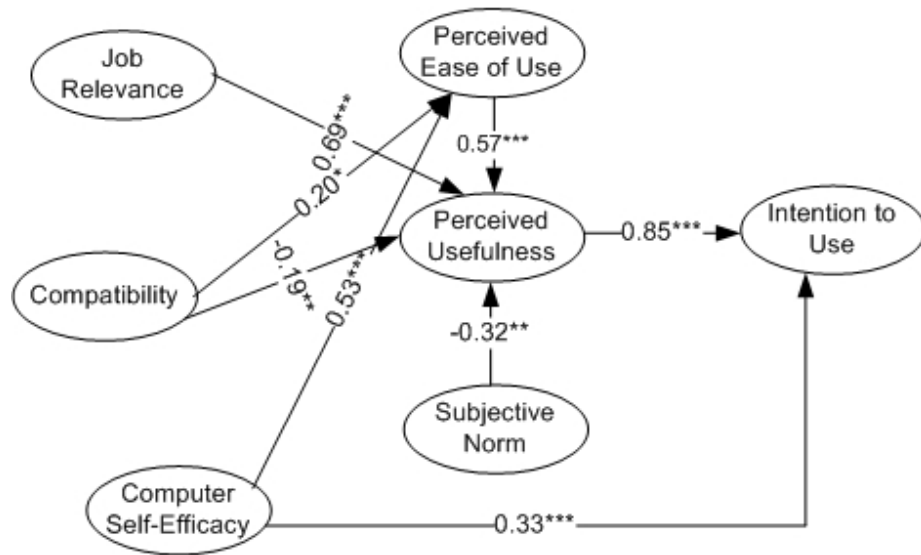 Job
Relevance
Perceived
Ease of Use
0.69***
0.57***
0.20*
Perceived
Usefulness
0.85***
Intention to
Use
Compatibility
-0.19**
0.53***
-0.32**
Subjective
Norm
Computer
Self-Efficacy
0.33***